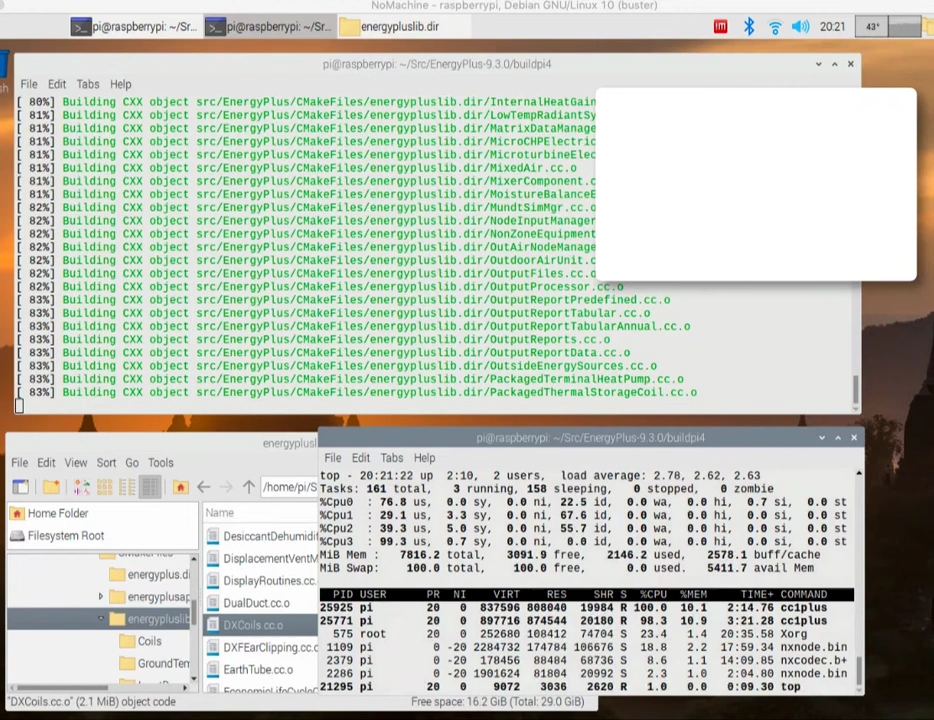 NoMachine - raspberrypi, Debian GNU/Linux 10 (buster)
pi@raspberrypi: ~/Sr...
pi@raspberrypi: ~/Sr...
energypluslib.dir
im
20:21
43°
pi@raspberrypi: ~/Src/EnergyPlus-9.3.0/buildpi4
File Edit Tabs Help
[ 80%] Building CXX object src/EnergyPlus/CMakeFiles/energypluslib.dir/InternalHeatGain
[ 81%] Building CXX object src/EnergyPlus/CMakeFiles/energypluslib.dir/LowTempRadiantSy
[ 81%] Building CXX object src/EnergyPlus/CMakeFiles/energypluslib.dir/MatrixDataManage
[ 81%] Building CXX object src/EnergyPlus/CMakeFiles/energypluslib.dir/MicroCHPElectric
[ 81%] Building CXX object src/EnergyPlus/CMakeFiles/energypluslib.dir/MicroturbineElec
[ 81%] Building CXX object src/EnergyPlus/CMakeFiles/energypluslib.dir/MixedAir.cc.o
[ 81%] Building CXX object src/EnergyPlus/CMakeFiles/energypluslib.dir/MixerComponent.c
[ 81%] Building CXX object src/EnergyPlus/CMakeFiles/energypluslib.dir/MoistureBalanceE
[ 82%] Building CXX object src/EnergyPlus/CMakeFiles/energypluslib.dir/MundtSimMgr.cc.o
[ 82%] Building CXX object src/EnergyPlus/CMakeFiles/energypluslib.dir/NodeInputManager
[ 82%] Building CXX object src/EnergyPlus/CMakeFiles/energypluslib.dir/NonZoneEquipment
[ 82%] Building CXX object src/EnergyPlus/CMakeFiles/energypluslib.dir/OutAirNodeManage
[ 82%] Building CXX object src/EnergyPlus/CMakeFiles/energypluslib.dir/OutdoorAirUnit.c
[ 82%] Building CXX object src/EnergyPlus/CMakeFiles/energypluslib.dir/OutputFiles.cc.o
[ 82%] Building CXX object src/EnergyPlus/CMakeFiles/energypluslib.dir/OutputProcessor.cc.o
[ 83%] Building CXX object src/EnergyPlus/CMakeFiles/energypluslib.dir/OutputReportPredefined.cc.o
[ 83%] Building CXX object src/EnergyPlus/CMakeFiles/energypluslib.dir/OutputReportTabular.cc.o
[ 83%] Building CXX object src/EnergyPlus/CMakeFiles/energypluslib.dir/OutputReportTabularAnnual.cc.o
[ 83%] Building CXX object src/EnergyPlus/CMakeFiles/energypluslib.dir/OutputReports.cc.o
[ 83%] Building CXX object src/EnergyPlus/CMakeFiles/energypluslib.dir/OutputReportData.cc.o
[ 83%] Building CXX object src/EnergyPlus/CMakeFiles/energypluslib.dir/OutsideEnergySources.cc.o
[ 83%] Building CXX object src/EnergyPlus/CMakeFiles/energypluslib.dir/PackagedTerminalHeatPump.cc.o
[ 83%] Building CXX object src/EnergyPlus/CMakeFiles/energypluslib.dir/PackagedThermalStorageCoil.cc.o
energyplusl
File Edit View Sort Go Tools
/home/pi/S
Home Folder
Filesystem Root
energyplus.di
energyplusap
energypluslib
Coils
GroundTem
Name
DesiccantDehumidif
DisplacementVentM
DisplayRoutines.cc
DualDuct.cc.o
DXCoils.cc.o
DXFEarClipping.cc.o
EarthTube.cc.o
"DXCoils.cc.o" (2.1 MiB) object code
Free space: 16.2 GiB (Total: 29.0 GiB)
pi@raspberrypi: ~/Src/EnergyPlus-9.3.0/buildpi4
File Edit Tabs Help
top - 20:21:22 up 2:10, 2 users, load average: 2.78, 2.62, 2.63
Tasks: 161 total, 3 running, 158 sleeping, 0 stopped, 0 zombie
%Cpu0 : 76.8 us, 0.0 sy, 0.0 ni, 22.5 id, 0.0 wa, 0.0 hi, 0.7 si, 0.0 st
%Cpu1 : 29.1 us, 3.3 sy, 0.0 ni, 67.6 id, 0.0 wa, 0.0 hi, 0.0 si, 0.0 st
%Cpu2 : 39.3 us, 5.0 sy, 0.0 ni, 55.7 id, 0.0 wa, 0.0 hi, 0.0 si, 0.0 st
%Cpu3 : 99.3 us, 0.7 sy, 0.0 ni, 0.0 id, 0.0 wa, 0.0 hi, 0.0 si, 0.0 st
MiB Mem : 7816.2 total, 3091.9 free, 2146.2 used, 2578.1 buff/cache
MiB Swap: 100.0 total, 100.0 free, 0.0 used. 5411.7 avail Mem
PID USER PR NI VIRT RES SHR S %CPU %MEM TIME+ COMMAND
25925 pi 20 0 837596 808040 19984 R 100.0 10.1 2:14.76 cc1plus
25771 pi 20 0 897716 874544 20180 R 98.3 10.9 3:21.28 cc1plus
575 root 20 0 252680 108412 74704 S 23.4 1.4 20:35.58 Xorg
1109 pi 0 -20 2284732 174784 106676 S 18.8 2.2 17:59.34 nxnode.bin
2379 pi 0 -20 178456 88484 68736 S 8.6 1.1 14:09.85 nxcodec.b+
2286 pi 0 -20 1901624 81804 20992 S 2.3 1.0 2:04.80 nxnode.bin
21295 pi 20 0 9072 3036 2620 R 1.0 0.0 0:09.30 top